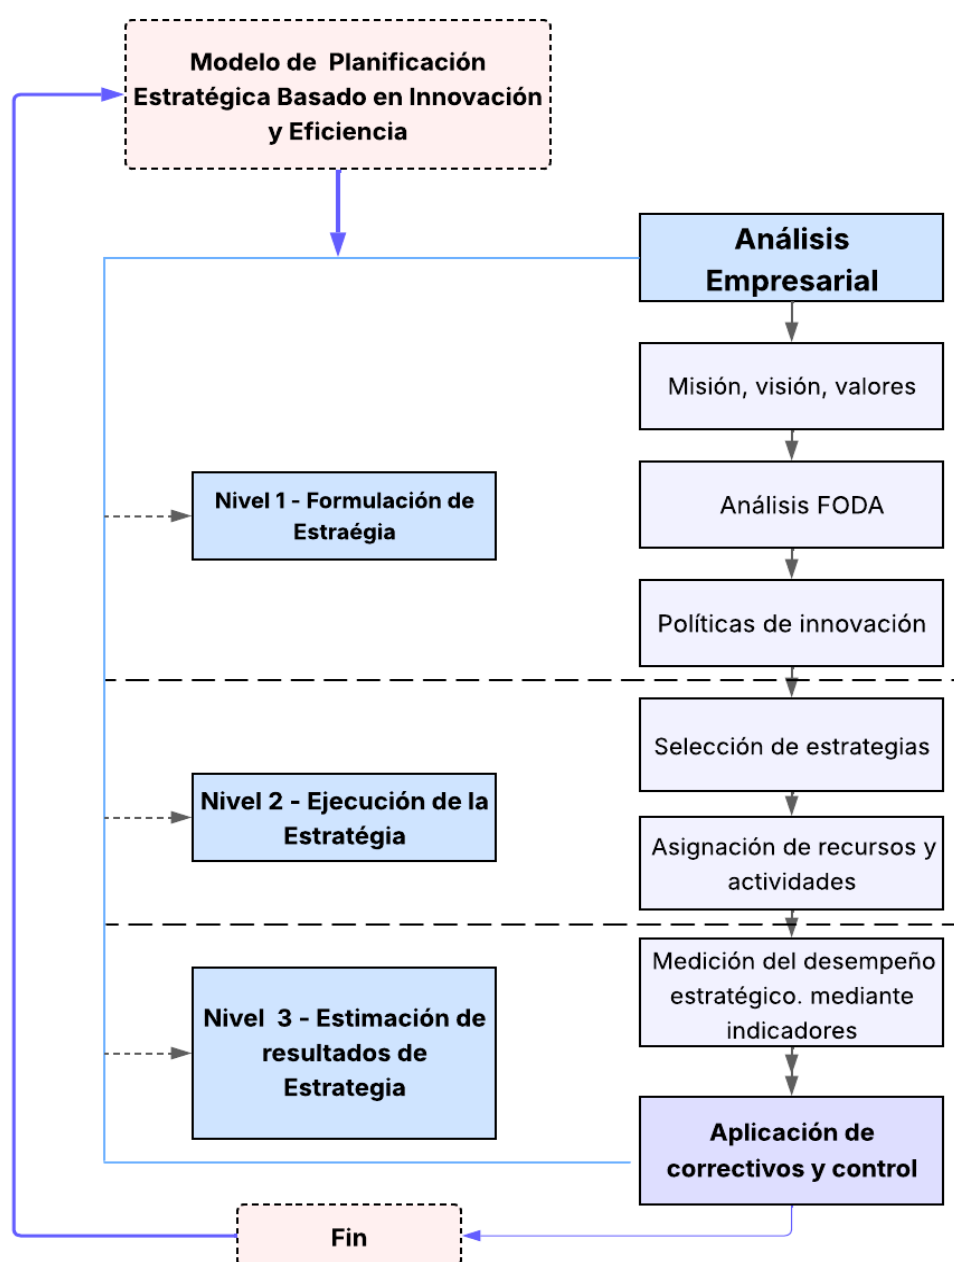 Modelo de Planificación
Estratégica Basado en Innovación
y Eficiencia
Análisis
Empresarial
Misión, visión, valores
Nivel 1 - Formulación de
Estraégia
Análisis FODA
Políticas de innovación
Selección de estrategias
Nivel 2 - Ejecución de la
Estratégia
Asignación de recursos y
actividades
Medición del desempeño
estratégico. mediante
indicadores
Nivel 3 - Estimación de
resultados de
Estrategia
Aplicación de
correctivos y control
Fin